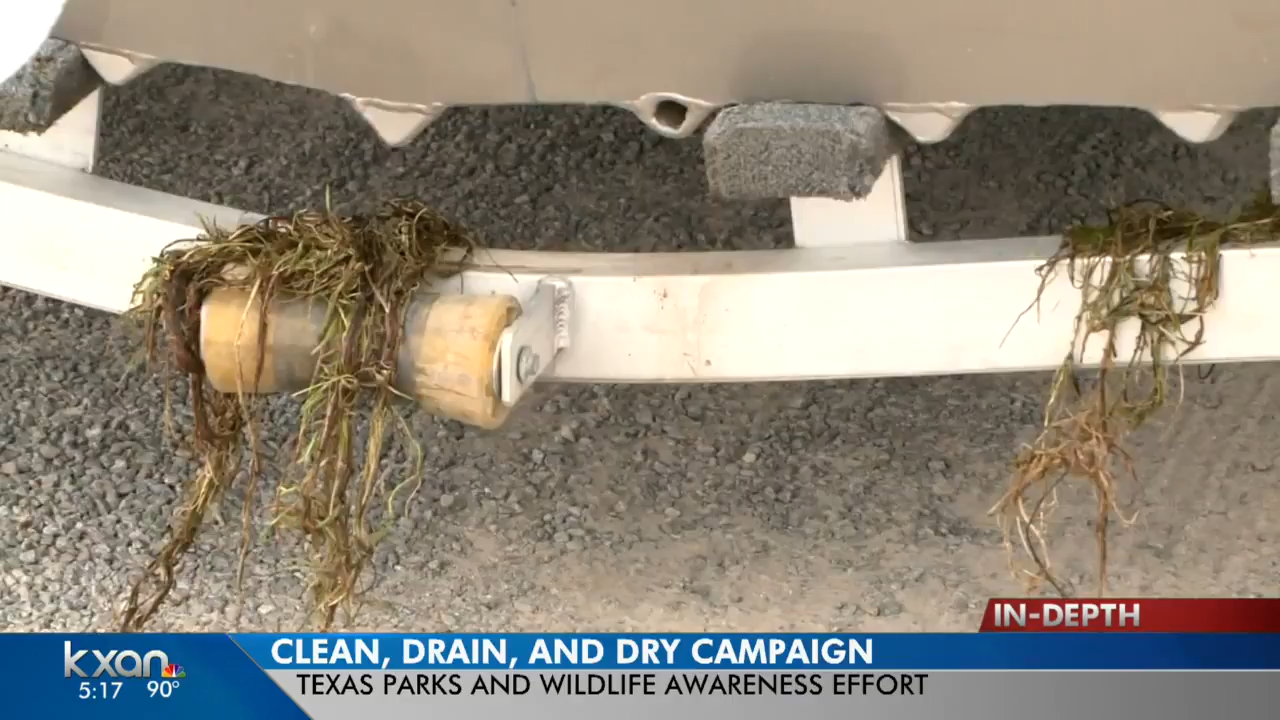 IN-DEPTH
kxan
CLEAN, DRAIN, AND DRY CAMPAIGN
5:17 90°
TEXAS PARKS AND WILDLIFE AWARENESS EFFORT